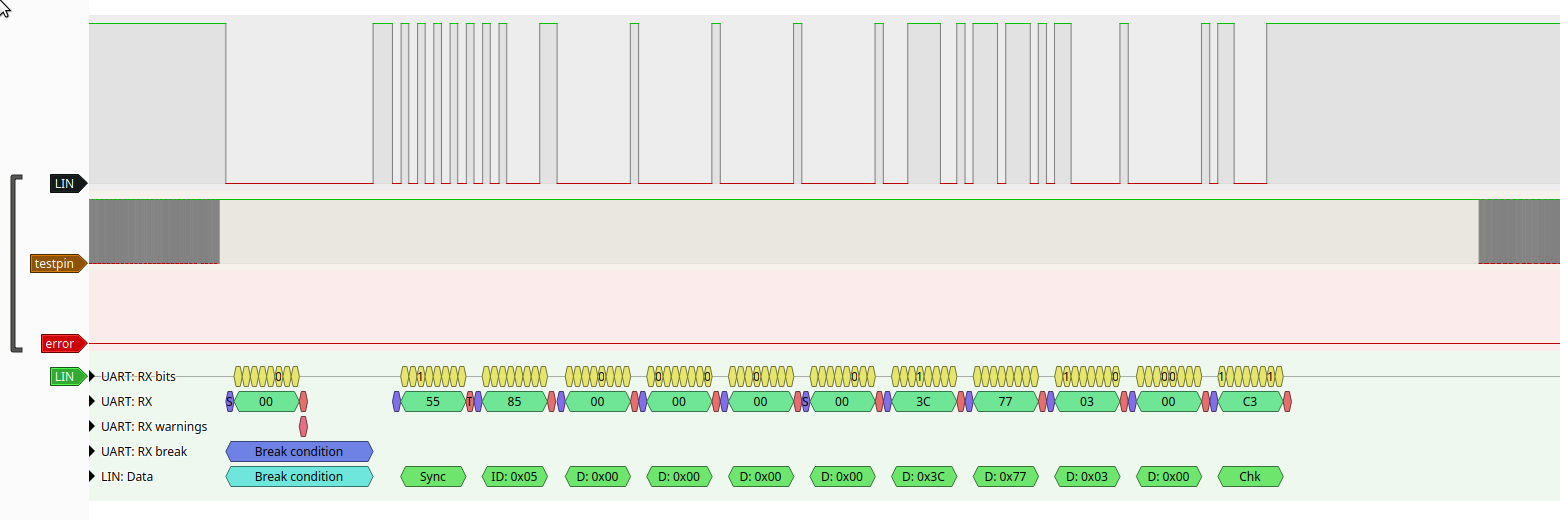 LIN
testpin
error
LIN UART: RX bits 0 1 0 0 0 0 0 1 1 0 0 0 1 1
UART: RX S 00 55 T 85 00 00 00 S 00 3C 77 03 00 C3
UART: RX warnings
UART: RX break Break condition
LIN: Data Break condition Sync ID: 0x05 D: 0x00 D: 0x00 D: 0x00 D: 0x00 D: 0x3C D: 0x77 D: 0x03 D: 0x00 Chk